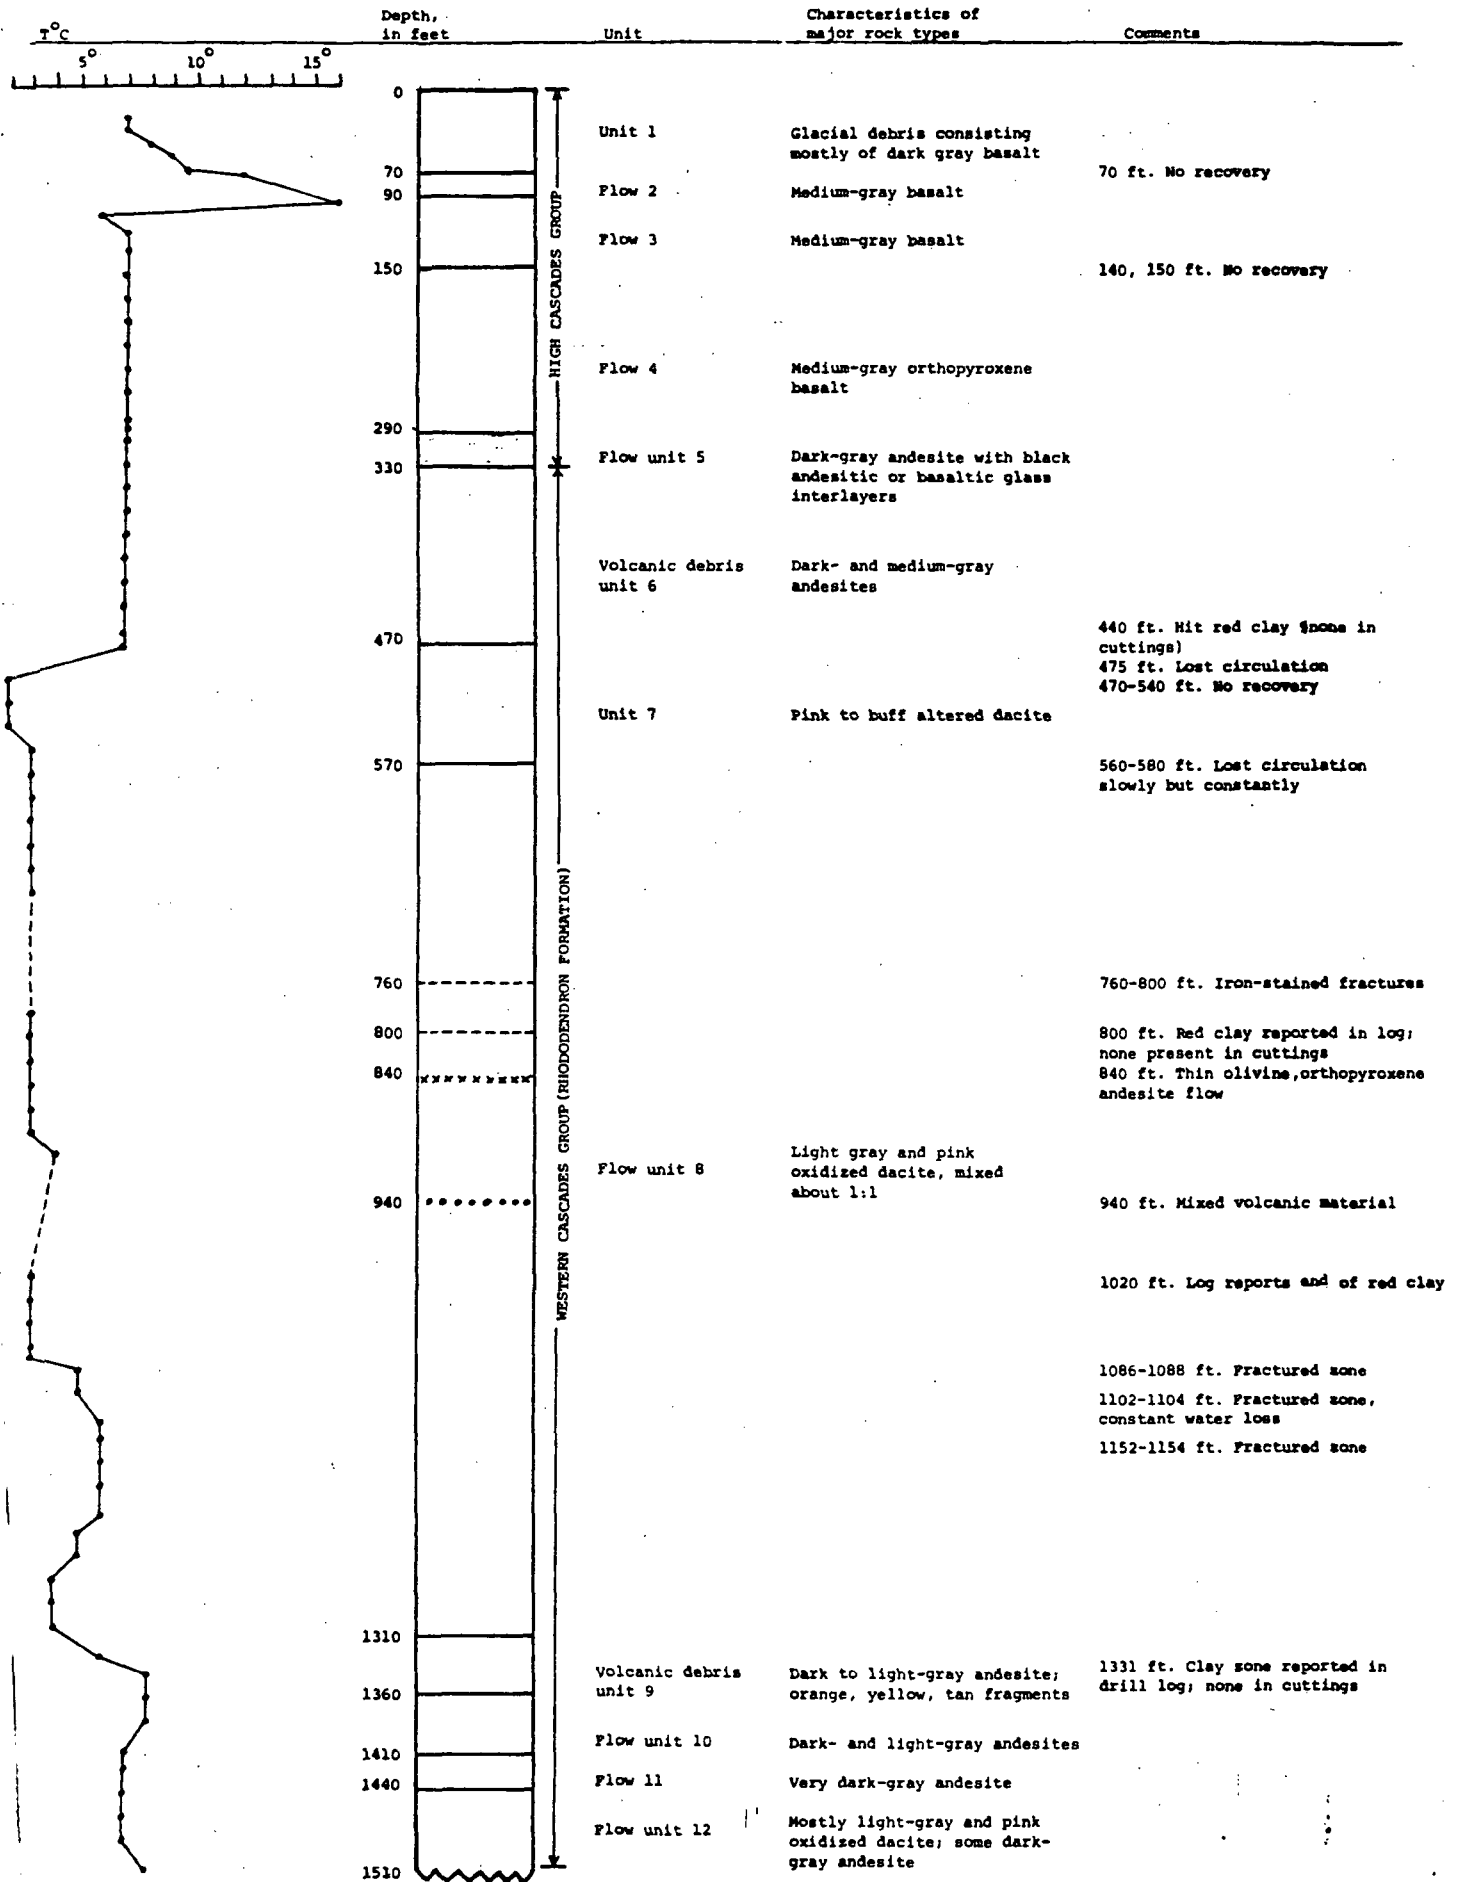 T°C
Depth,
in feet
Unit
Characteristics of
major rock types
Comments
5° 10° 15°
0
Unit 1
Glacial debris consisting
mostly of dark gray basalt
70
70 ft. No recovery
90
Flow 2
Medium-gray basalt
Flow 3
Medium-gray basalt
150
140, 150 ft. No recovery
HIGH CASCADES GROUP
Flow 4
Medium-gray orthopyroxene
basalt
290
Flow unit 5
Dark-gray andesite with black
andesitic or basaltic glass
interlayers
330
Volcanic debris
unit 6
Dark- and medium-gray
andesites
440 ft. Hit red clay (none in
cuttings)
470
475 ft. Lost circulation
470-540 ft. No recovery
Unit 7
Pink to buff altered dacite
570
560-580 ft. Lost circulation
slowly but constantly
WESTERN CASCADES GROUP (RHODODENDRON FORMATION)
760
760-800 ft. Iron-stained fractures
800
800 ft. Red clay reported in log;
none present in cuttings
840
840 ft. Thin olivine,orthopyroxene
andesite flow
Flow unit 8
Light gray and pink
oxidized dacite, mixed
about 1:1
940
940 ft. Mixed volcanic material
1020 ft. Log reports end of red clay
1086-1088 ft. Fractured zone
1102-1104 ft. Fractured zone,
constant water loss
1152-1154 ft. Fractured zone
1310
Volcanic debris
unit 9
Dark to light-gray andesite;
orange, yellow, tan fragments
1331 ft. Clay zone reported in
drill log; none in cuttings
1360
Flow unit 10
Dark- and light-gray andesites
1410
Flow 11
Very dark-gray andesite
1440
Flow unit 12
Mostly light-gray and pink
oxidized dacite; some dark-
gray andesite
1510